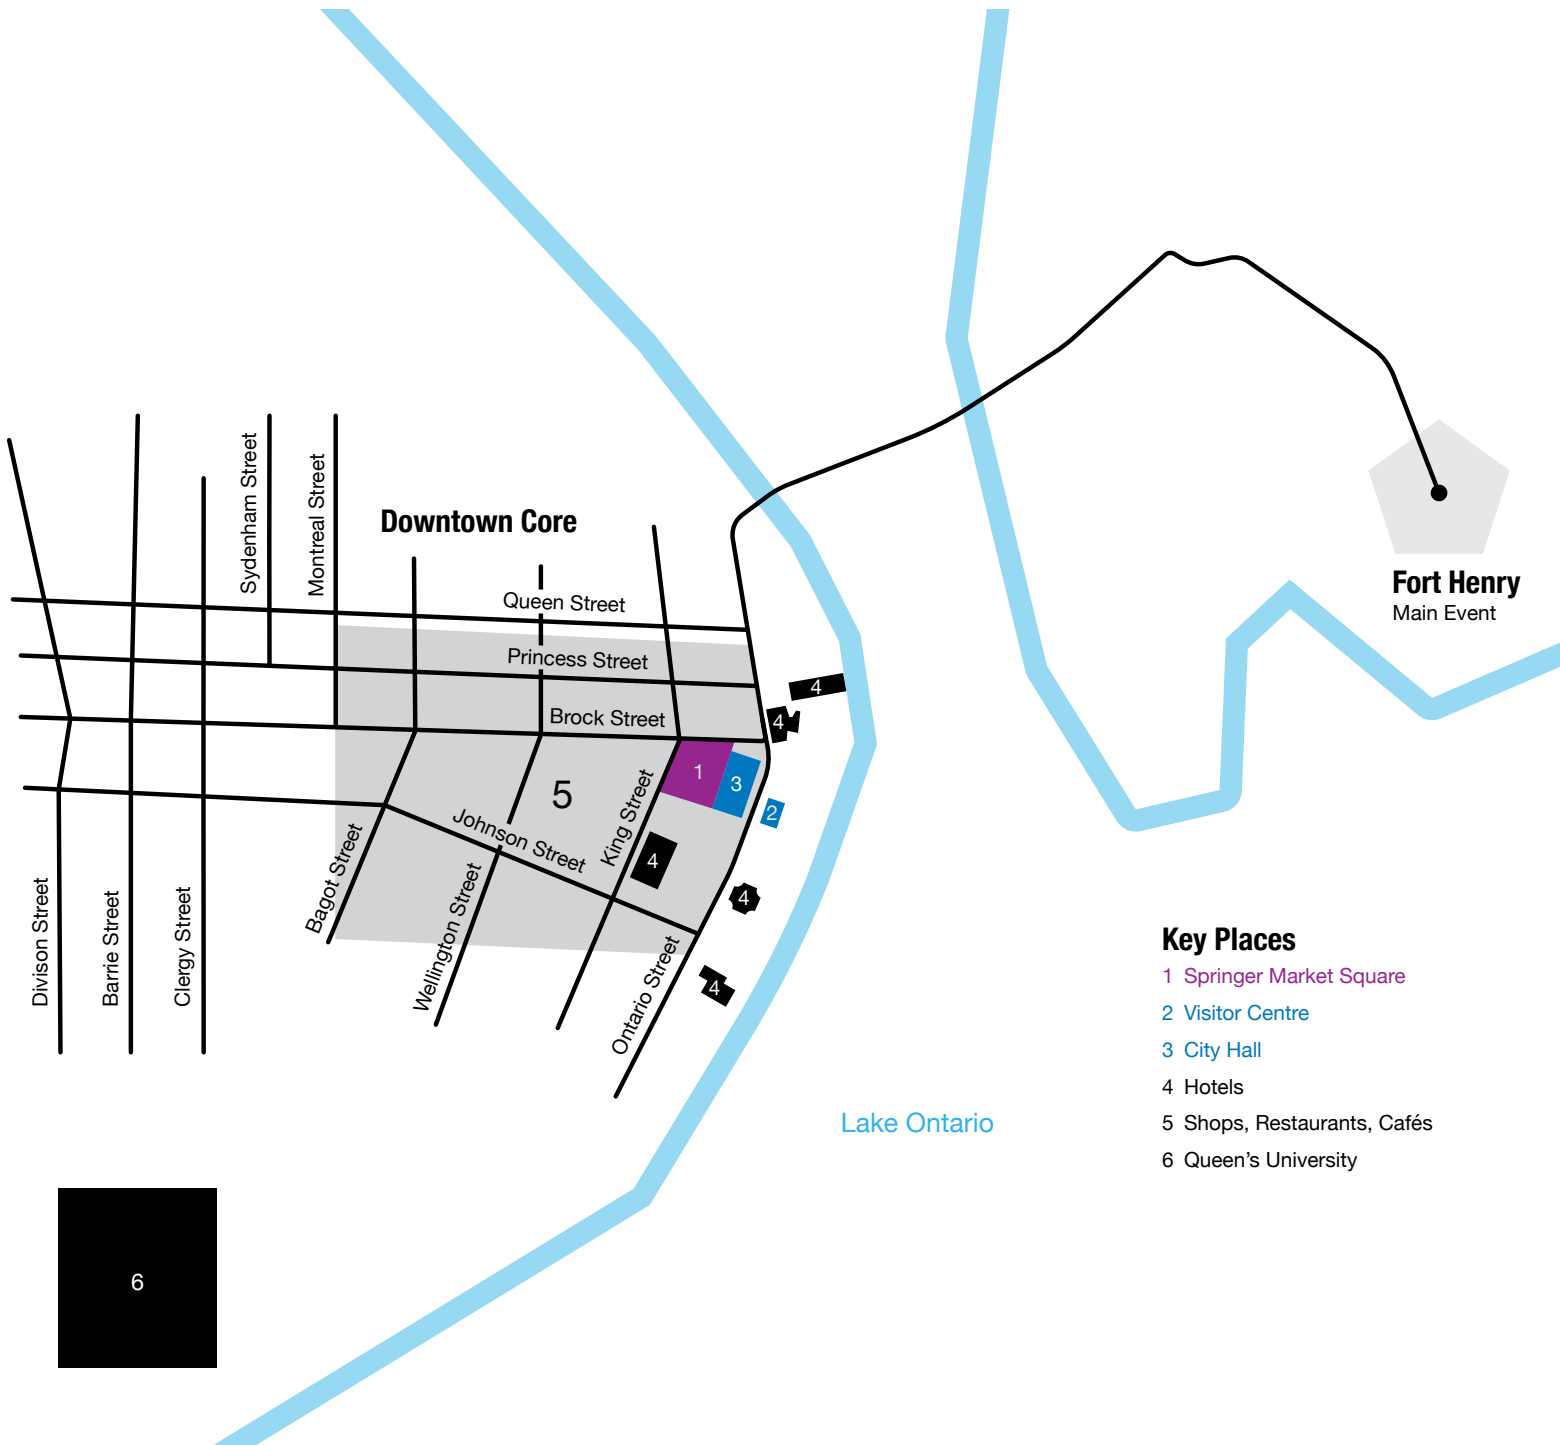 Sydenham Street
Montreal Street
Downtown Core
Queen Street
Princess Street
Brock Street
4
4
1
3
2
5
Johnson Street
King Street
4
4
4
Bagot Street
Wellington Street
Ontario Street
Divison Street
Barrie Street
Clergy Street
Fort Henry
Main Event
Lake Ontario
6
Key Places
1 Springer Market Square
2 Visitor Centre
3 City Hall
4 Hotels
5 Shops, Restaurants, Cafés
6 Queen’s University